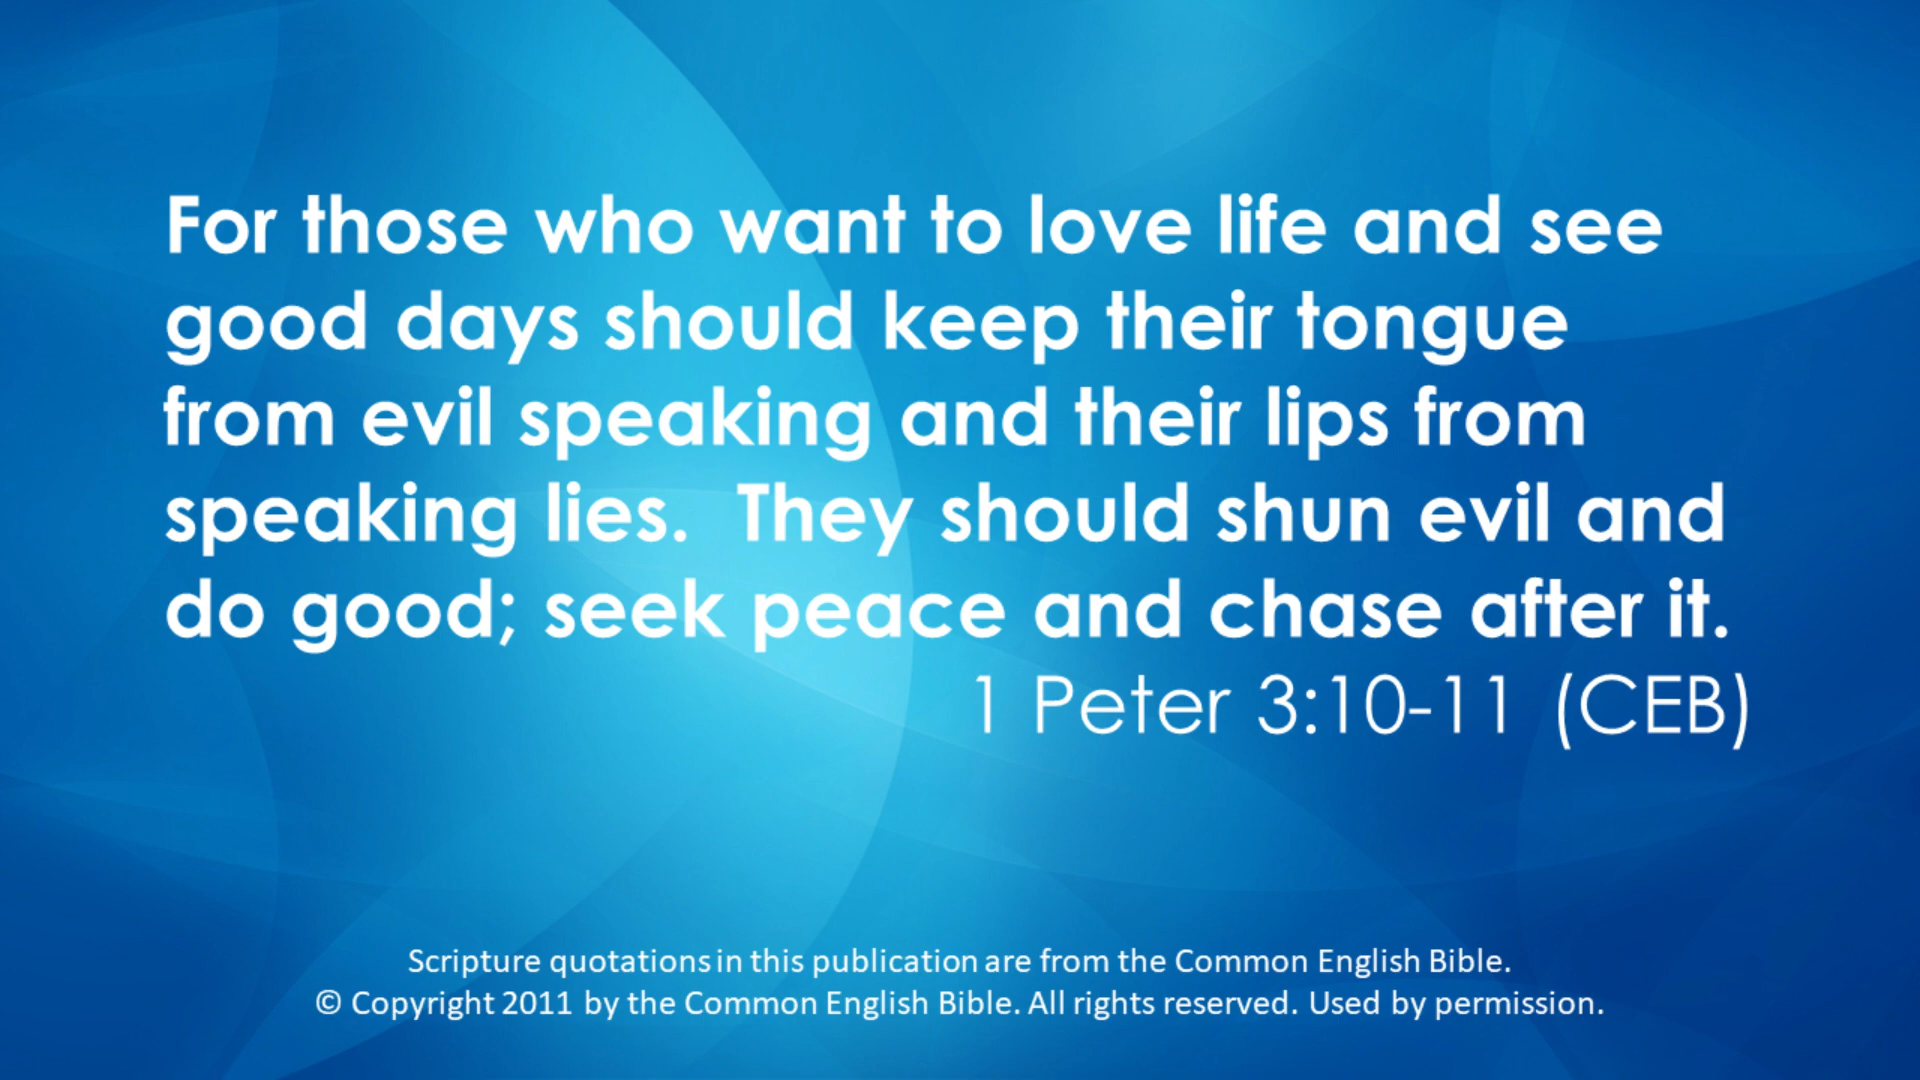 For those who want to love life and see
good days should keep their tongue
from evil speaking and their lips from
speaking lies.  They should shun evil and
do good; seek peace and chase after it.
1 Peter 3:10-11 (CEB)
Scripture quotations in this publication are from the Common English Bible.
© Copyright 2011 by the Common English Bible. All rights reserved. Used by permission.